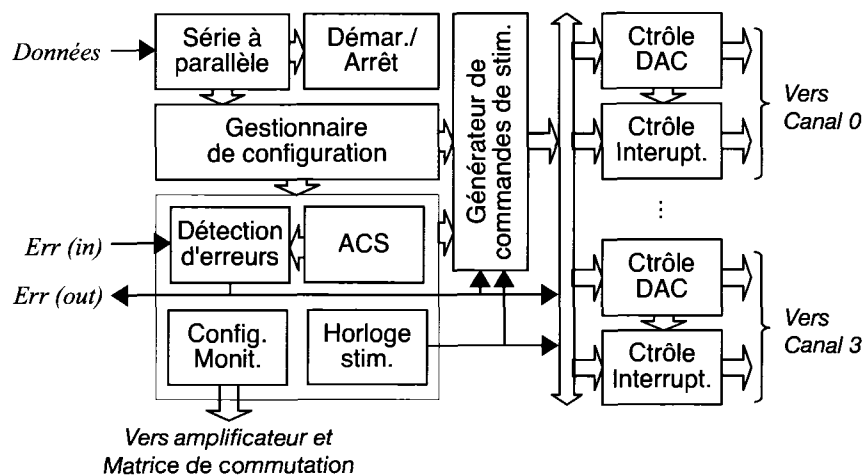 Données
Série à
parallèle
Démar./
Arrêt
Gestionnaire
de configuration
Générateur de
commandes de stim.
Ctrôle
DAC
Ctrôle
Interupt.
Vers
Canal 0
...
Err (in)
Détection
d'erreurs
ACS
Err (out)
Config.
Monit.
Horloge
stim.
Ctrôle
DAC
Ctrôle
Interrupt.
Vers
Canal 3
Vers amplificateur et
Matrice de commutation